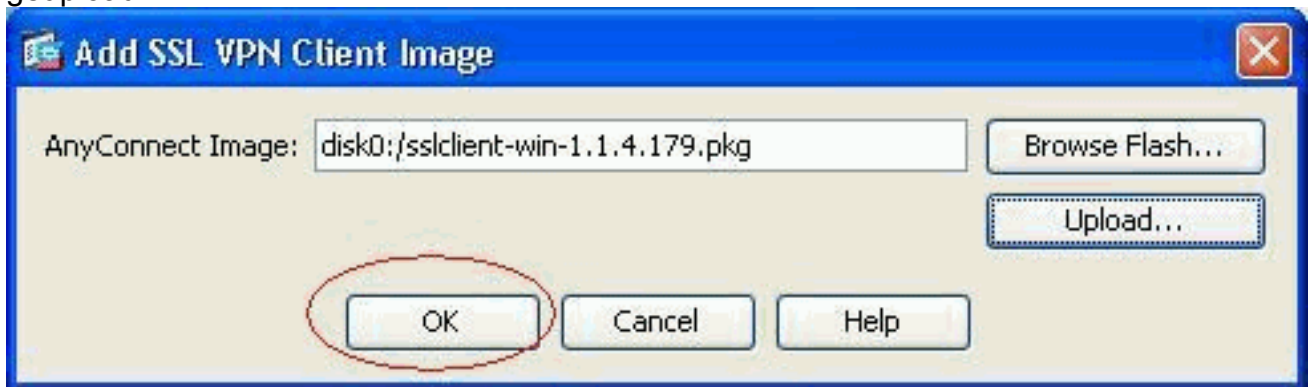 Add SSL VPN Client Image
AnyConnect Image: disk0:/sslclient-win-1.1.4.179.pkg Browse Flash...
Upload...
OK Cancel Help